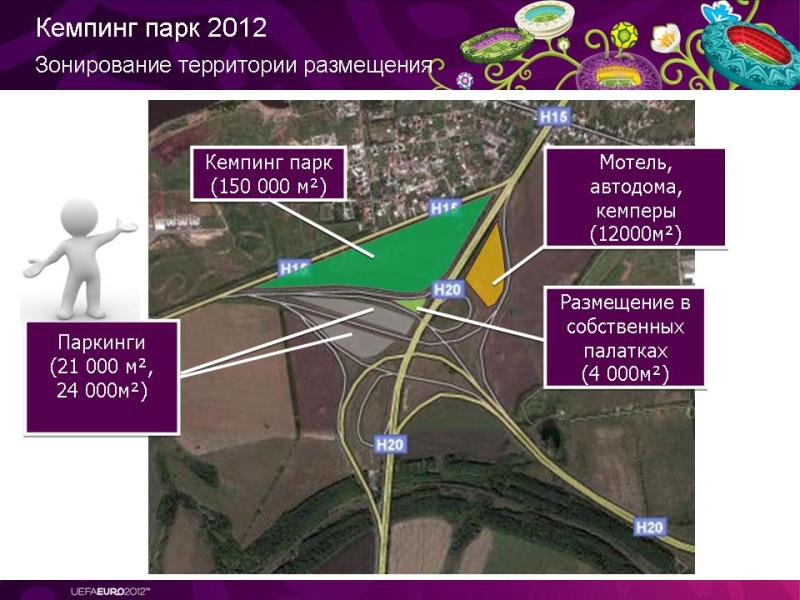 Кемпинг парк 2012
Зонирование территории размещения
H15
Кемпинг парк
(150 000 м²)
Мотель,
автодома,
кемперы
(12000м²)
H15
H15
H20
Размещение в
собственных
палатках
(4 000м²)
Паркинги
(21 000 м²,
24 000м²)
H20
H20
UEFAEURO2012™